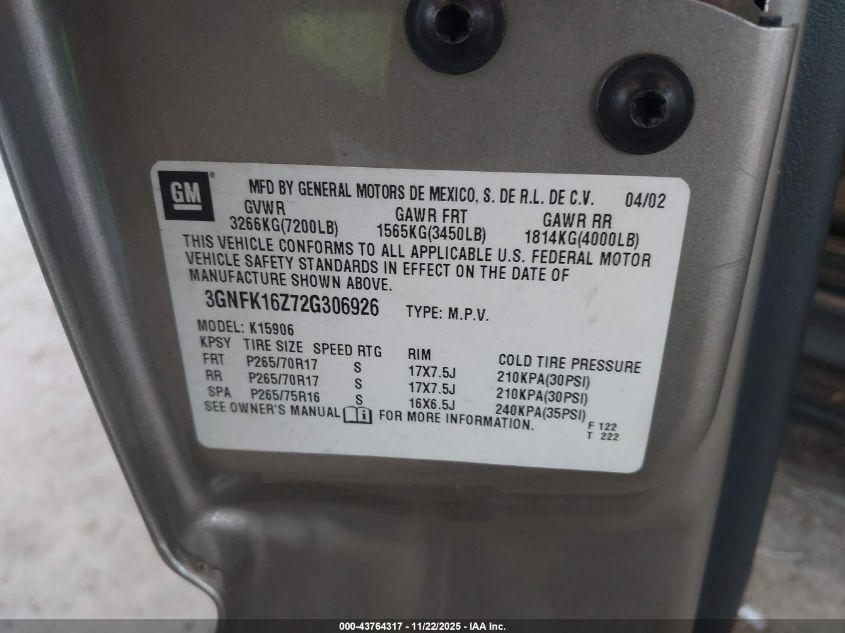 GM® MFD BY GENERAL MOTORS DE MEXICO, S. DE R.L. DE C.V. 04/02
GVWR GAWR FRT GAWR RR
3266KG(7200LB) 1565KG(3450LB) 1814KG(4000LB)
THIS VEHICLE CONFORMS TO ALL APPLICABLE U.S. FEDERAL MOTOR
VEHICLE SAFETY STANDARDS IN EFFECT ON THE DATE OF
MANUFACTURE SHOWN ABOVE.
3GNFK16Z72G306926 TYPE: M.P.V.
MODEL: K15906
KPSY TIRE SIZE SPEED RTG RIM COLD TIRE PRESSURE
FRT P265/70R17 S 17X7.5J 210KPA(30PSI)
RR P265/70R17 S 17X7.5J 210KPA(30PSI)
SPA P265/75R16 S 16X6.5J 240KPA(35PSI)
SEE OWNER'S MANUAL FOR MORE INFORMATION.
F 122
T 222
000-43764317 - 11/22/2025 - IAA Inc.